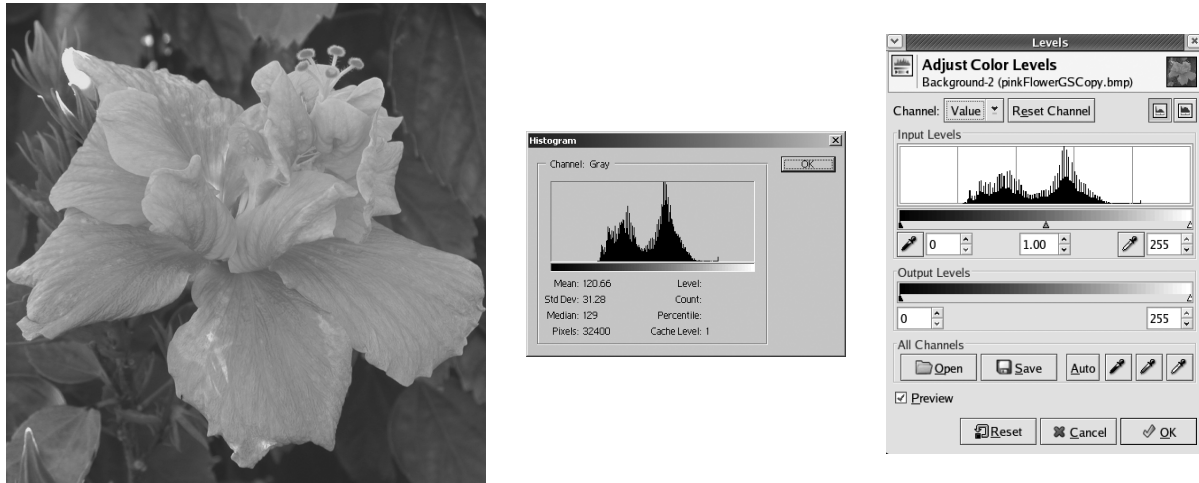 Histogram
Channel: Gray
OK
Mean: 120.66
Level:
Std Dev: 31.28
Count:
Median: 129
Percentile:
Pixels: 32400
Cache Level: 1
Levels
Adjust Color Levels
Background-2 (pinkFlowerGSCopy.bmp)
Channel: Value Reset Channel
Input Levels
0 1.00 255
Output Levels
0 255
All Channels
Open Save Auto
Preview
Reset Cancel OK